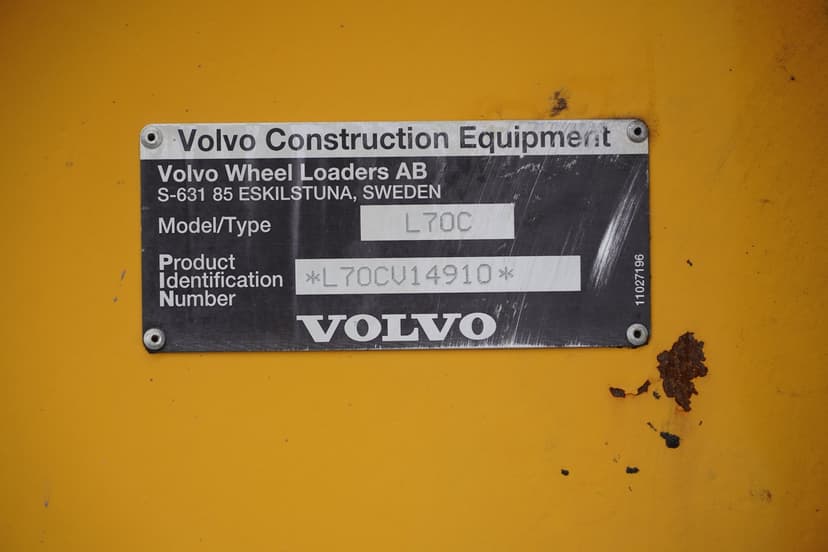 Volvo Construction Equipment
Volvo Wheel Loaders AB
S-631 85 ESKILSTUNA, SWEDEN
Model/Type L70C
Product
Identification
Number
*L70CV14910*
VOLVO
11027196